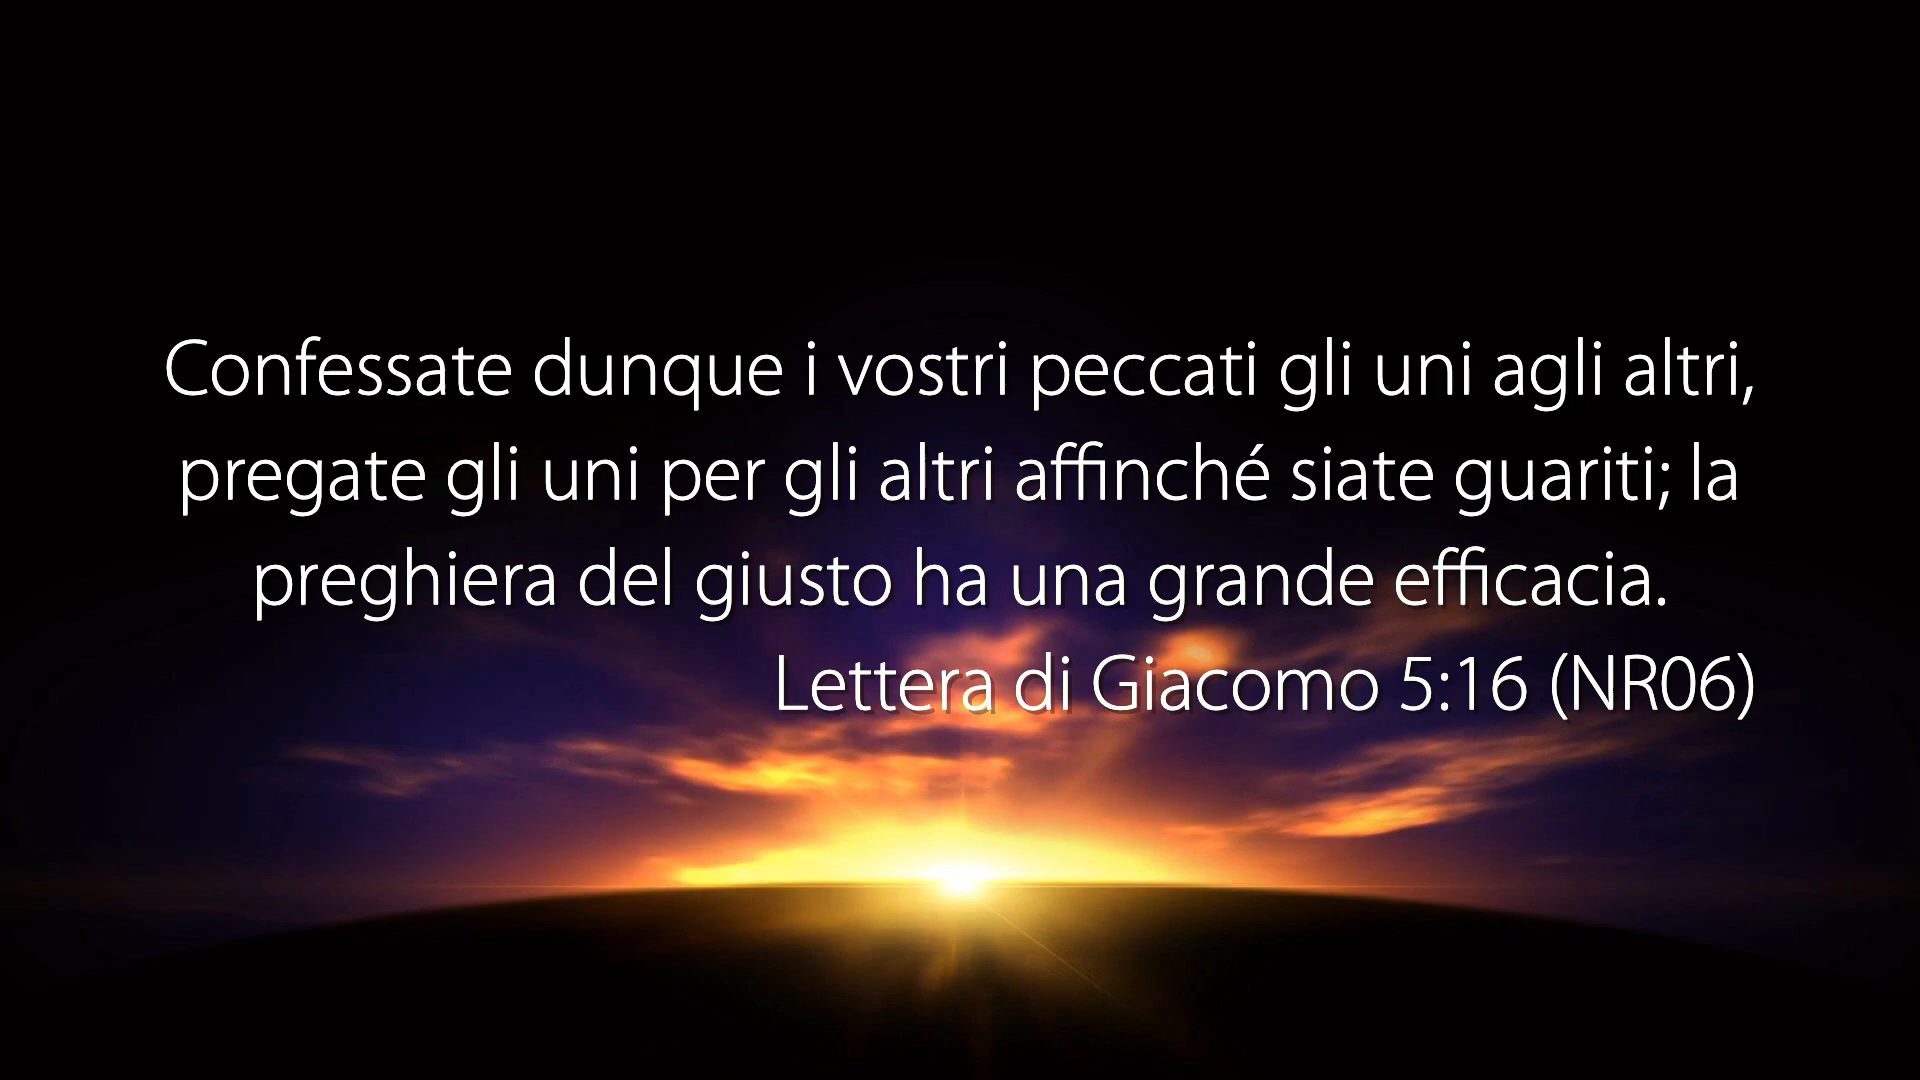 Confessate dunque i vostri peccati gli uni agli altri,
pregate gli uni per gli altri affinché siate guariti; la
preghiera del giusto ha una grande efficacia.
Lettera di Giacomo 5:16 (NR06)